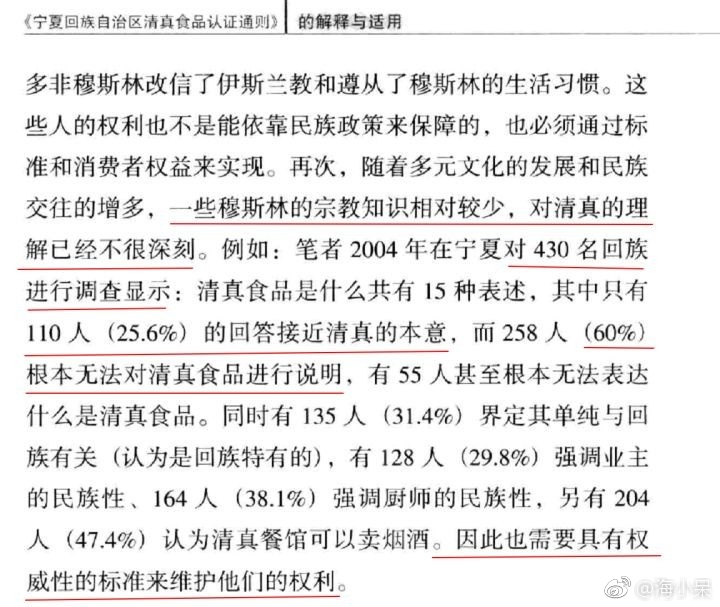 《宁夏回族自治区清真食品认证通则》 的解释与适用
多非穆斯林改信了伊斯兰教和遵从了穆斯林的生活习惯。这
些人的权利也不是能依靠民族政策来保障的，也必须通过标
准和消费者权益来实现。再次，随着多元文化的发展和民族
交往的增多，一些穆斯林的宗教知识相对较少，对清真的理
解已经不很深刻。例如：笔者 2004 年在宁夏对 430 名回族
进行调查显示：清真食品是什么共有 15 种表述，其中只有
110 人（25.6%）的回答接近清真的本意，而 258 人（60%）
根本无法对清真食品进行说明，有 55 人甚至根本无法表达
什么是清真食品。同时有 135 人（31.4%）界定其单纯与回
族有关（认为是回族特有的），有 128 人（29.8%）强调业主
的民族性、164 人（38.1%）强调厨师的民族性，另有 204
人（47.4%）认为清真餐馆可以卖烟酒。因此也需要具有权
威性的标准来维护他们的权利。
@海小呆